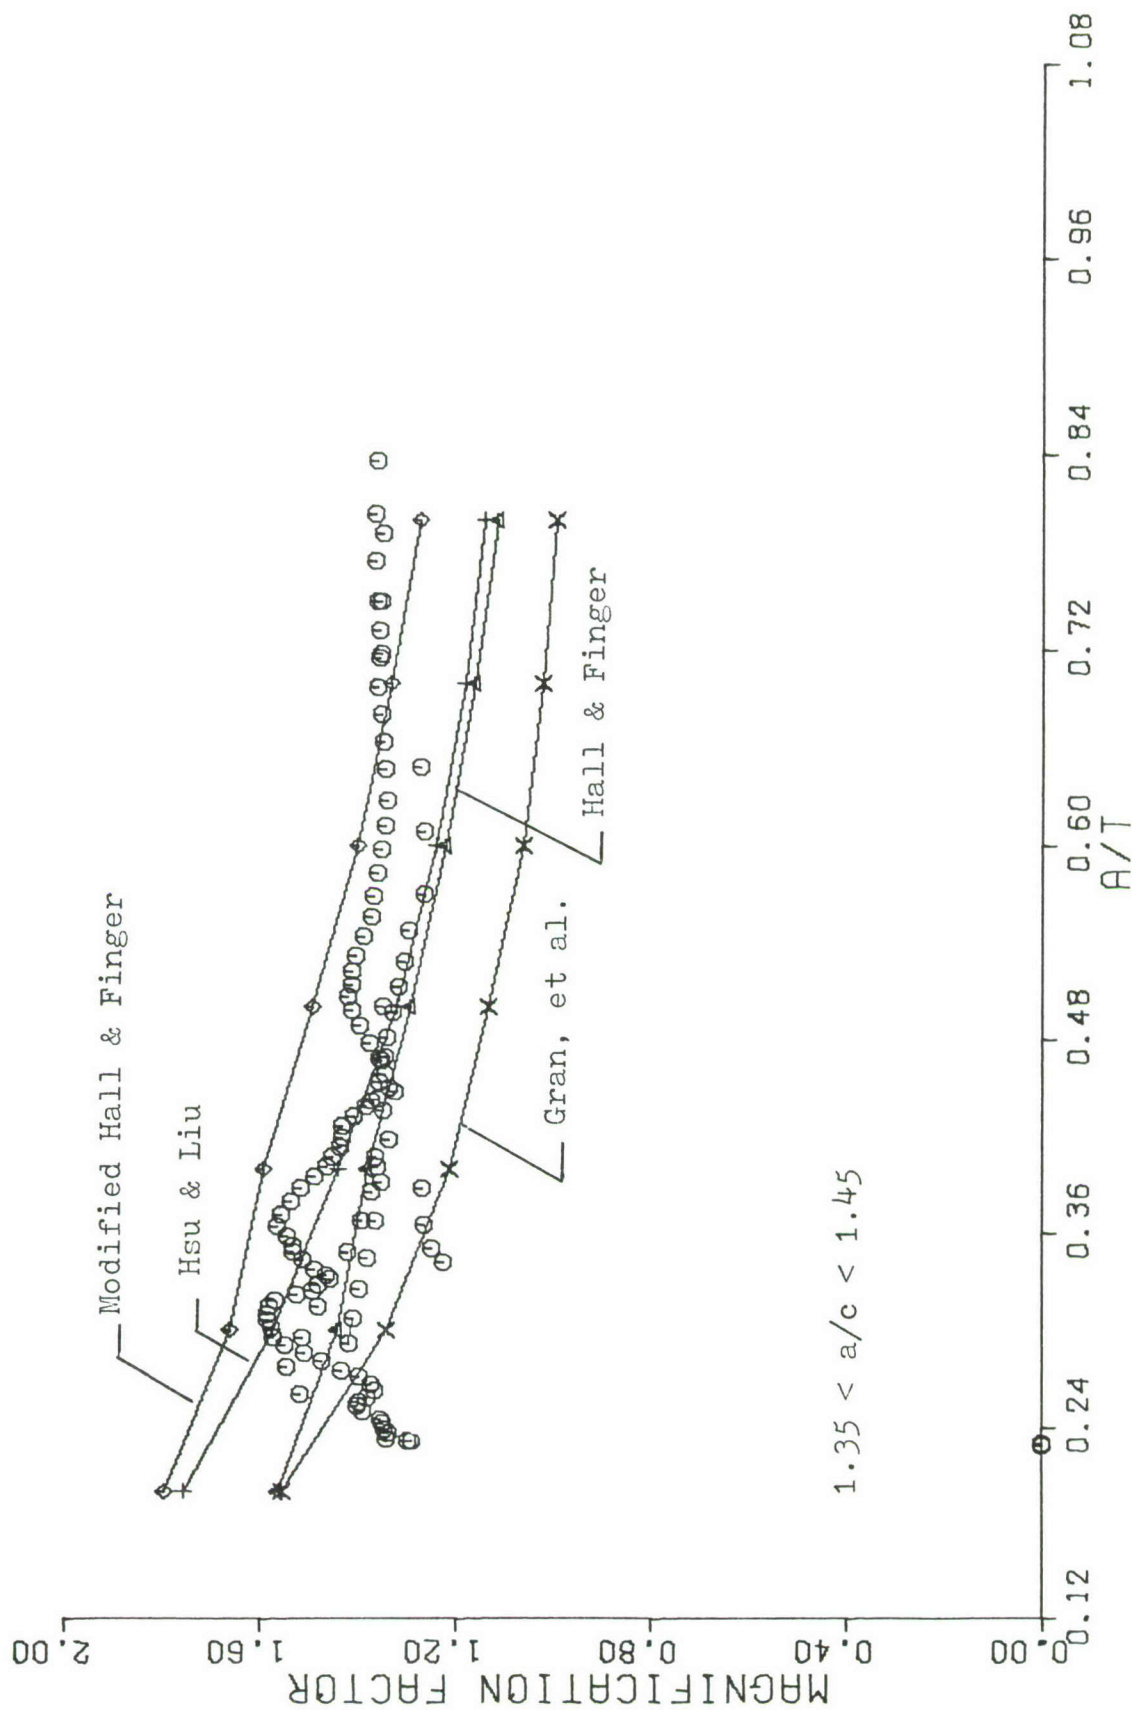 MAGNIFICATION FACTOR
2.00
1.60
1.20
0.80
0.40
0.00
Modified Hall & Finger
Hsu & Liu
Gran, et al.
Hall & Finger
1.35 < a/c < 1.45
0.12
0.24
0.36
0.48
0.60
0.72
0.84
0.96
1.08
A/T